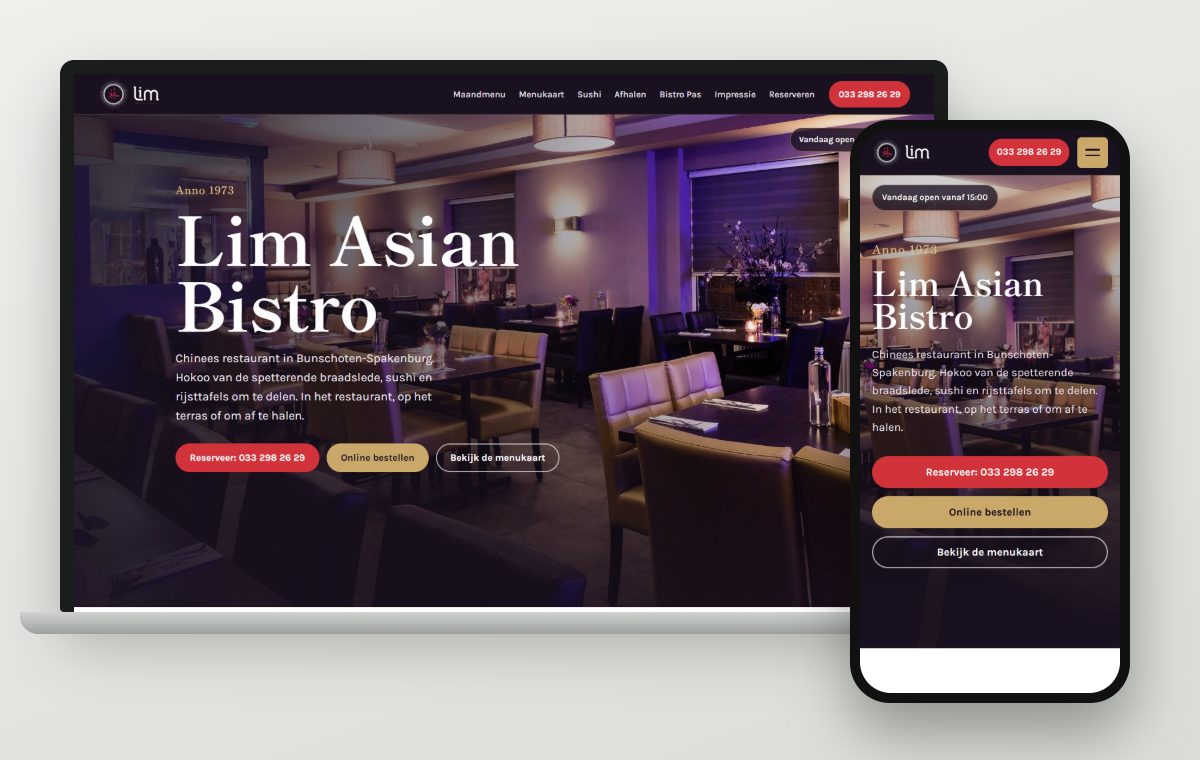 Lim
Maandmenu Menukaart Sushi Afhalen Bistro Pas Impressie Reserveren 033 298 26 29
Vandaag open
Anno 1973
Lim Asian
Bistro
Chinees restaurant in Bunschoten-Spakenburg.
Hokoo van de spetterende braadslede, sushi en
rijsttafels om te delen. In het restaurant, op het
terras of om af te halen.
Reserveer: 033 298 26 29 Online bestellen Bekijk de menukaart
Lim 033 298 26 29
Vandaag open vanaf 15:00
Anno 1973
Lim Asian
Bistro
Chinees restaurant in Bunschoten-
Spakenburg. Hokoo van de spetterende
braadslede, sushi en rijsttafels om te delen.
In het restaurant, op het terras of om af te
halen.
Reserveer: 033 298 26 29
Online bestellen
Bekijk de menukaart